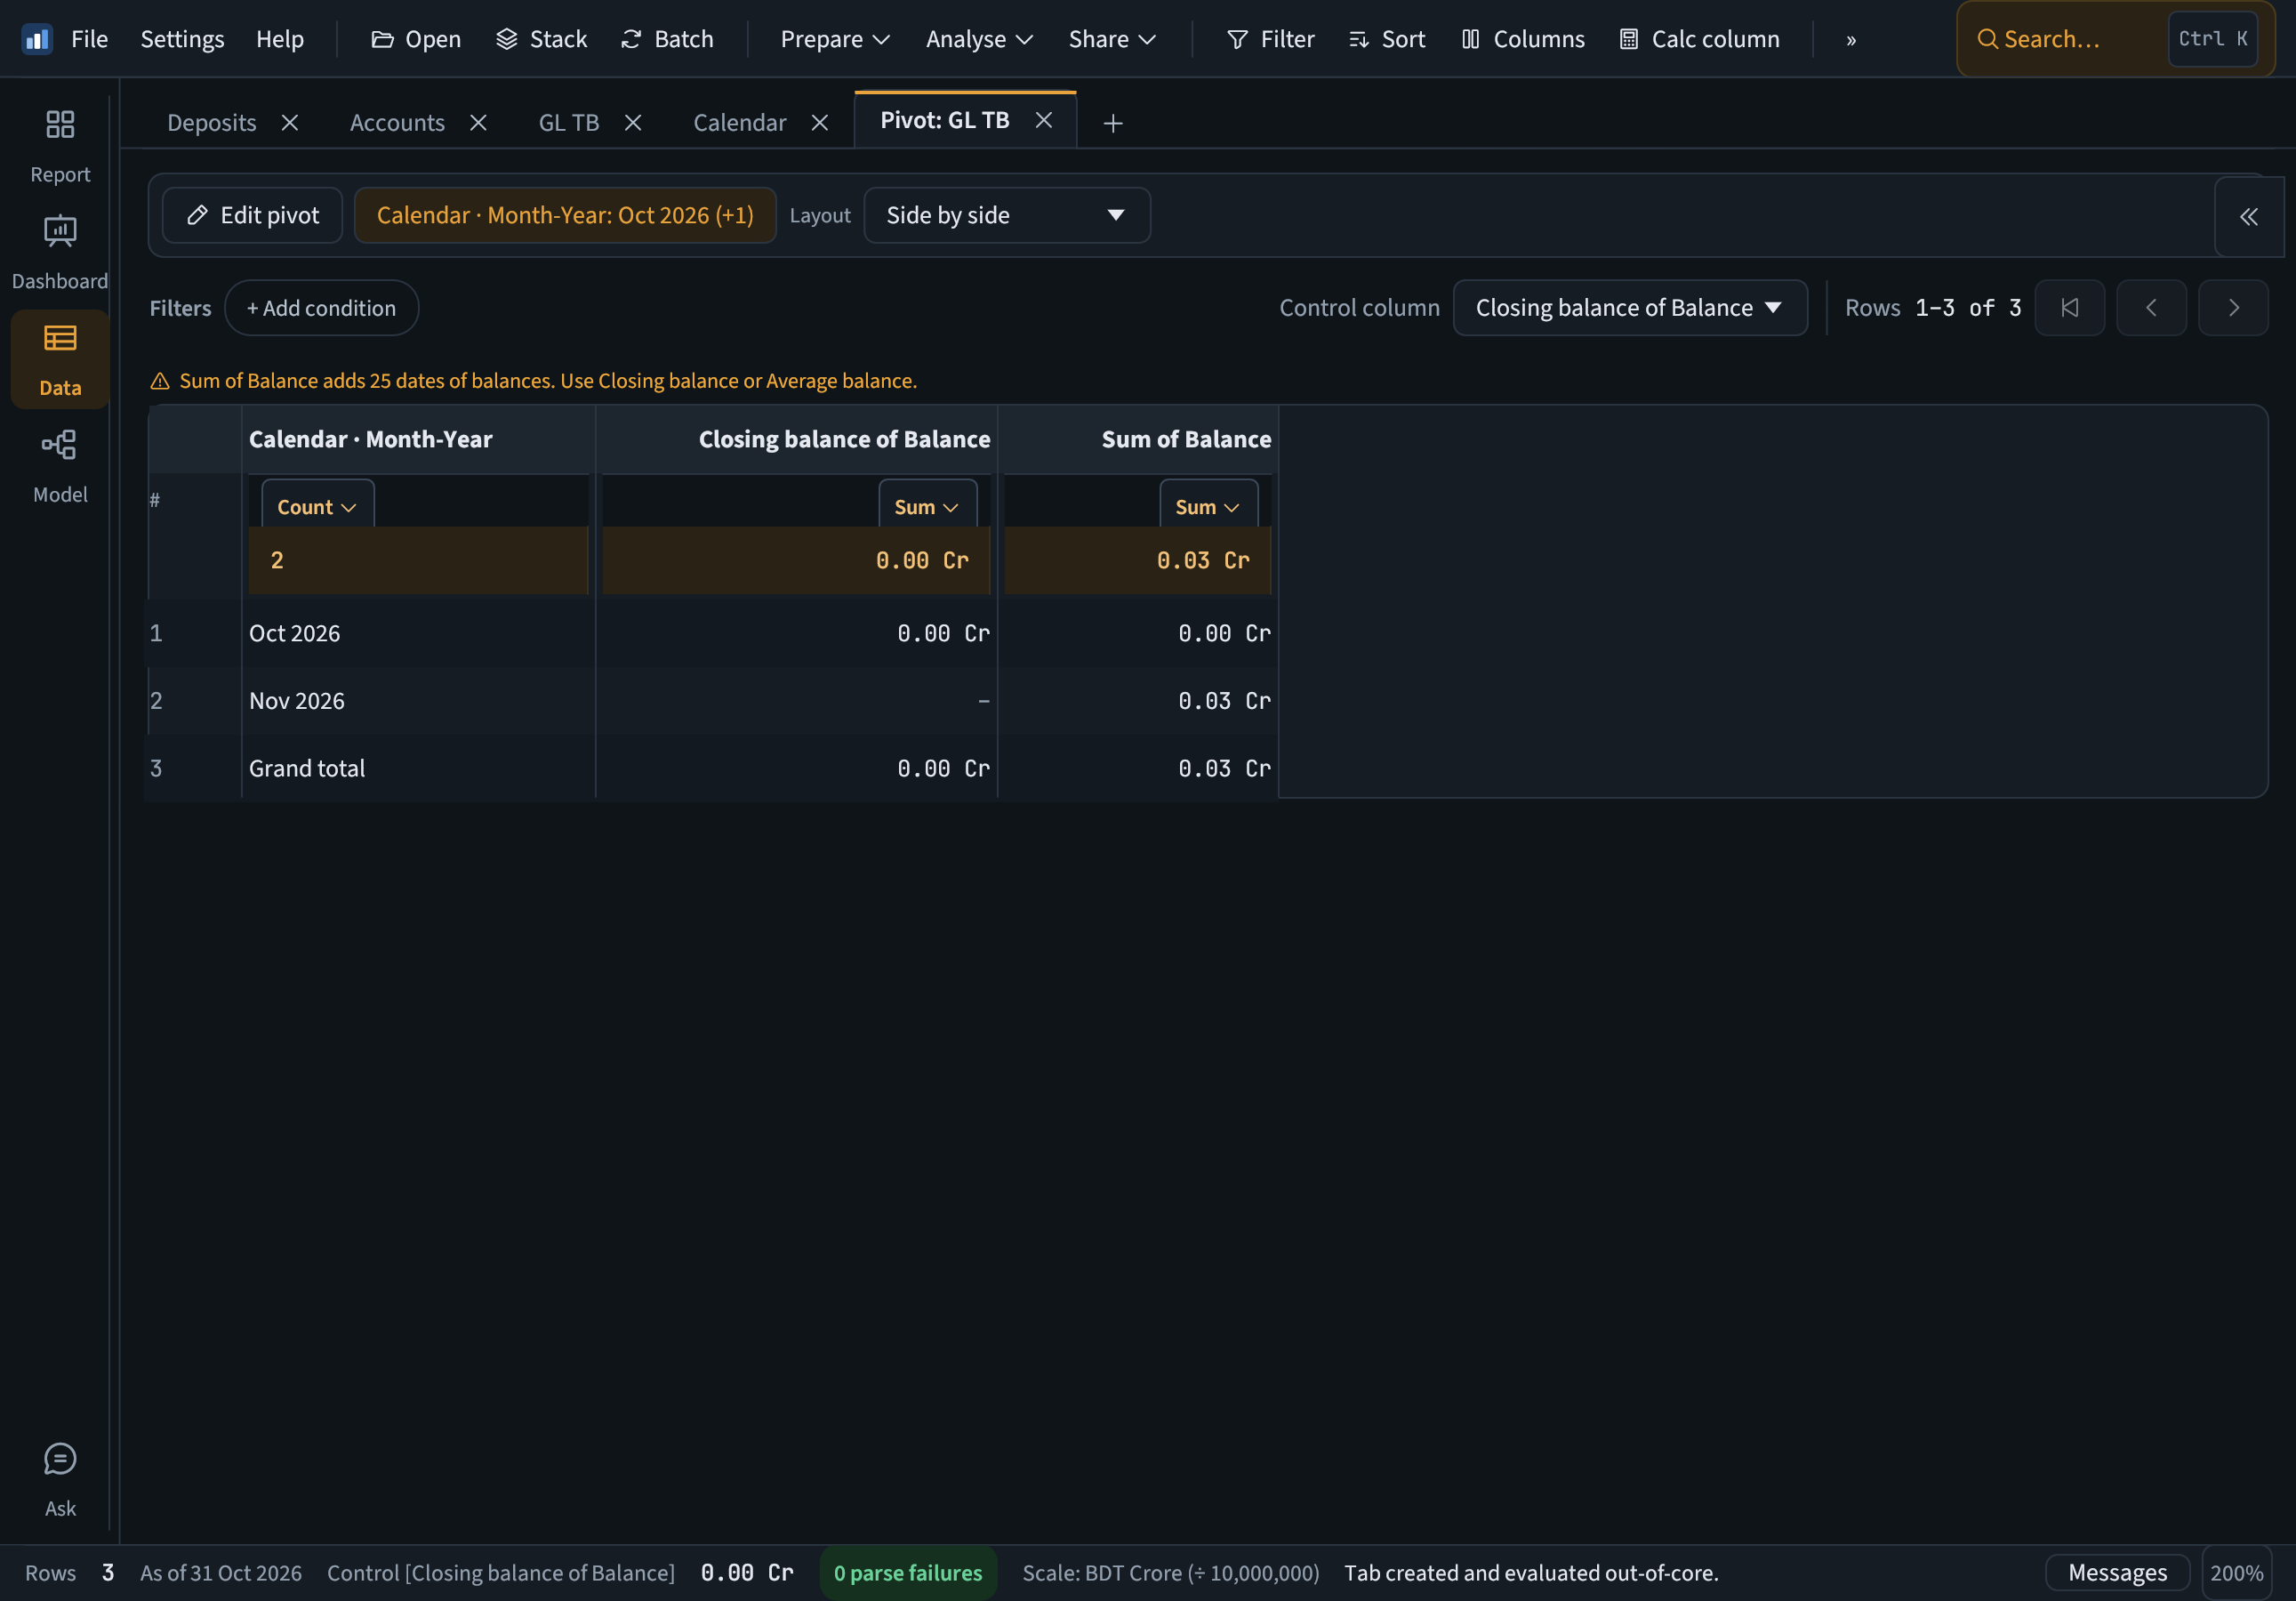 File Settings Help Open Stack Batch Prepare Analyse Share Filter Sort Columns Calc column » Search… Ctrl K
Deposits Accounts GL TB Calendar Pivot: GL TB
Report
Dashboard
Data
Model
Ask
Edit pivot Calendar · Month-Year: Oct 2026 (+1) Layout Side by side
Filters + Add condition Control column Closing balance of Balance Rows 1–3 of 3
Sum of Balance adds 25 dates of balances. Use Closing balance or Average balance.
Calendar · Month-Year Closing balance of Balance Sum of Balance
# Count Sum Sum
2 0.00 Cr 0.03 Cr
1 Oct 2026 0.00 Cr 0.00 Cr
2 Nov 2026 – 0.03 Cr
3 Grand total 0.00 Cr 0.03 Cr
Rows 3 As of 31 Oct 2026 Control [Closing balance of Balance] 0.00 Cr 0 parse failures Scale: BDT Crore (÷ 10,000,000) Tab created and evaluated out-of-core. Messages 200%